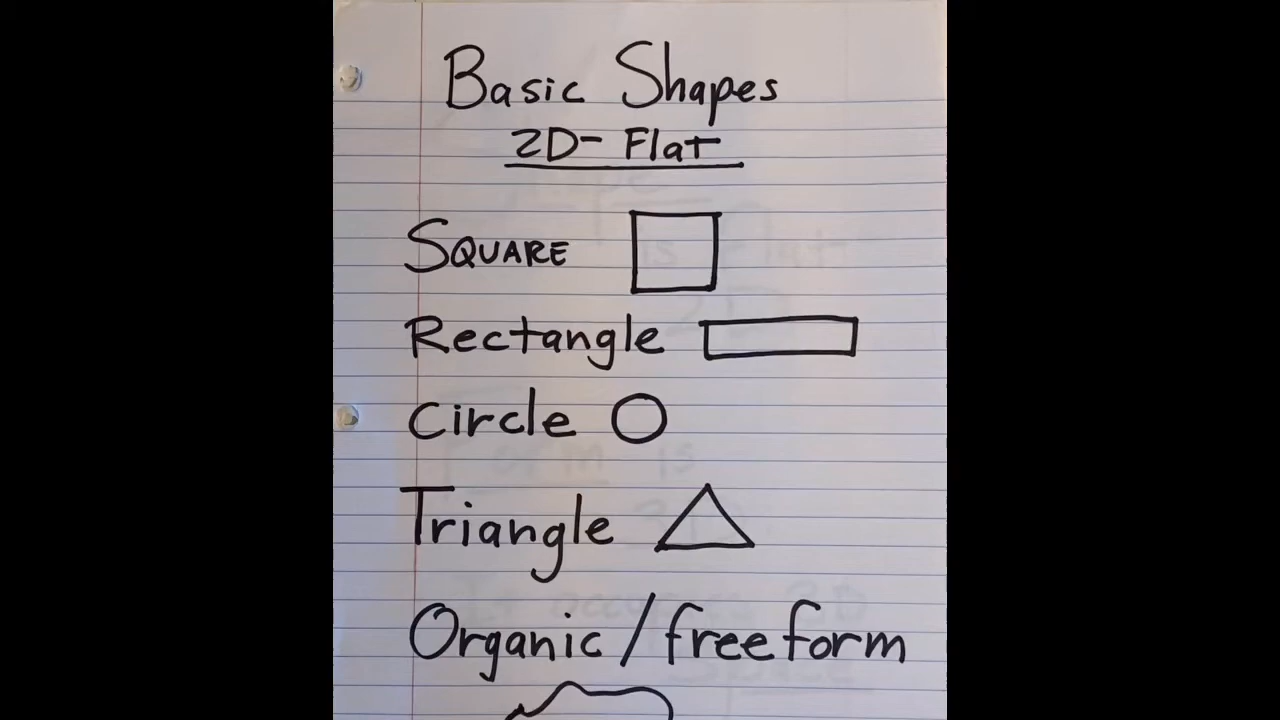 Basic Shapes
2D- Flat
SQUARE
Rectangle
Circle
Triangle
Organic/freeform